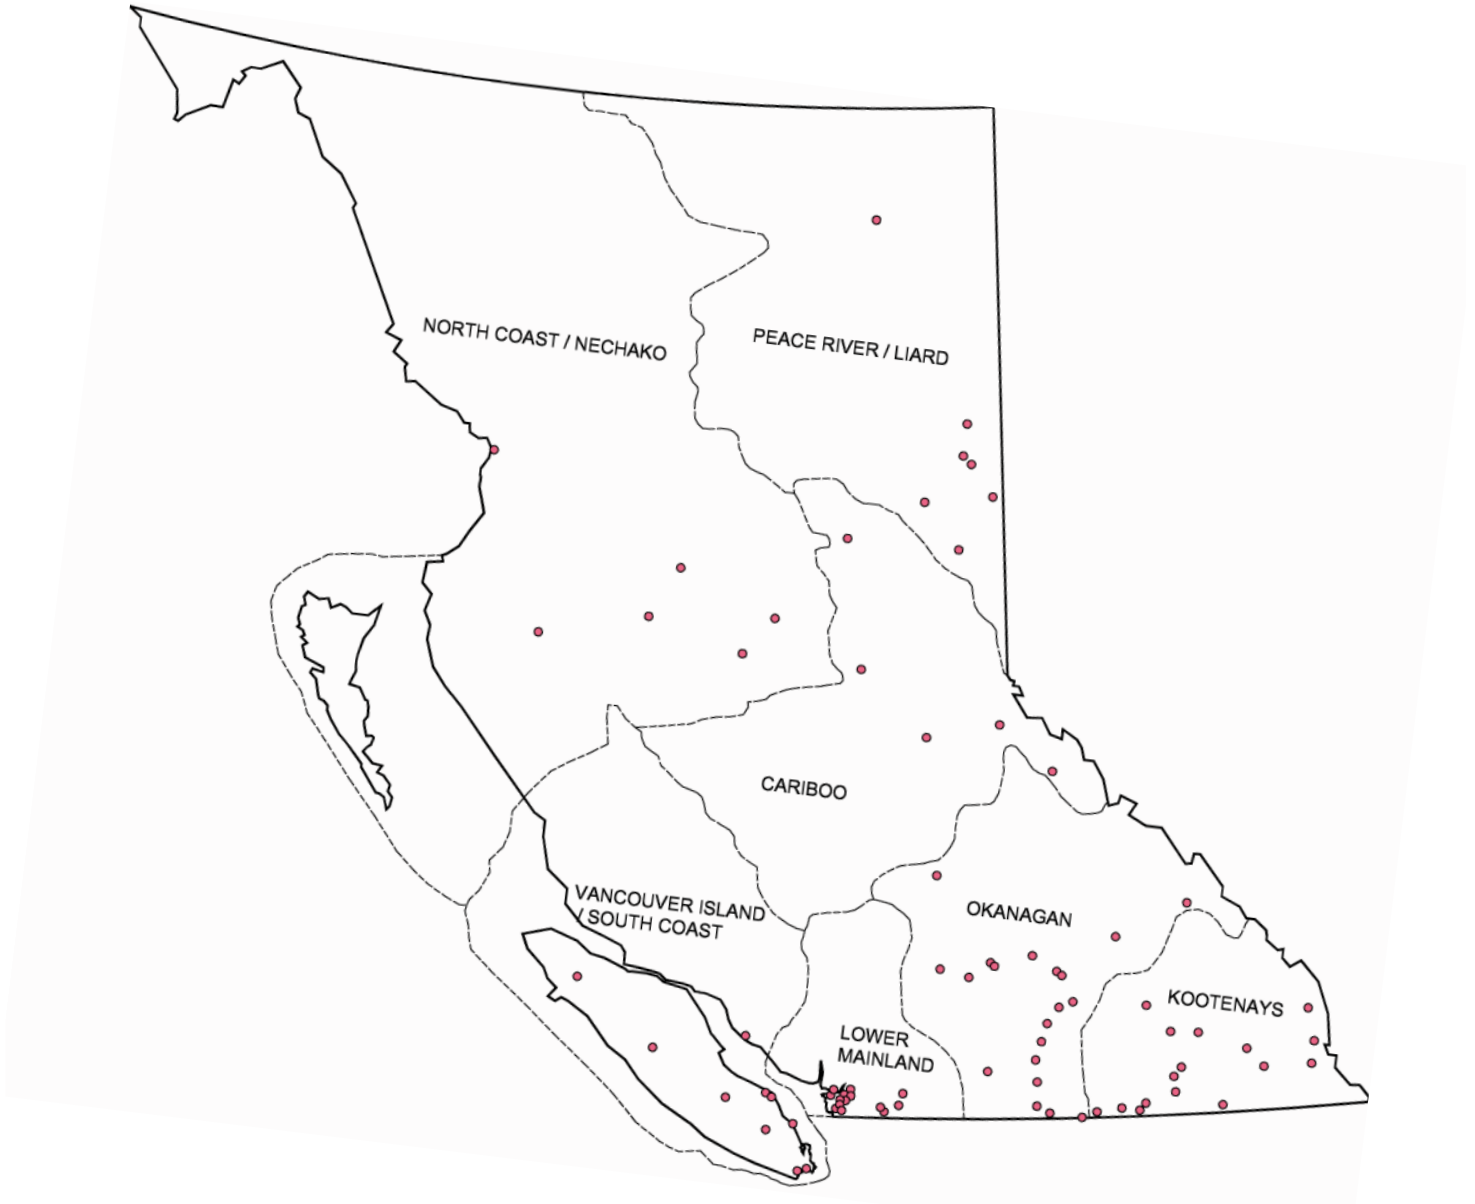 NORTH COAST / NECHAKO
PEACE RIVER / LIARD
CARIBOO
VANCOUVER ISLAND
/ SOUTH COAST
OKANAGAN
KOOTENAYS
LOWER
MAINLAND